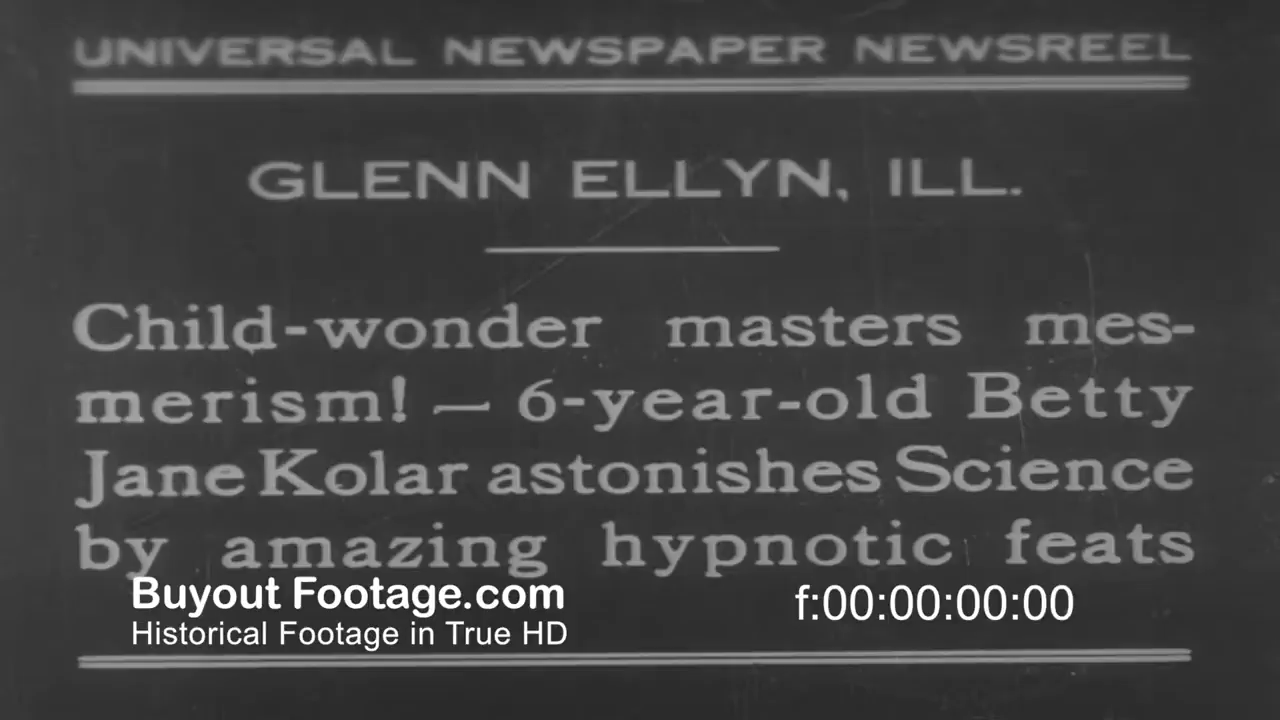 UNIVERSAL NEWSPAPER NEWSREEL
GLENN ELLYN, ILL.
Child-wonder masters mes-
merism! — 6-year-old Betty
Jane Kolar astonishes Science
by amazing hypnotic feats
Buyout Footage.com
f:00:00:00:00
Historical Footage in True HD